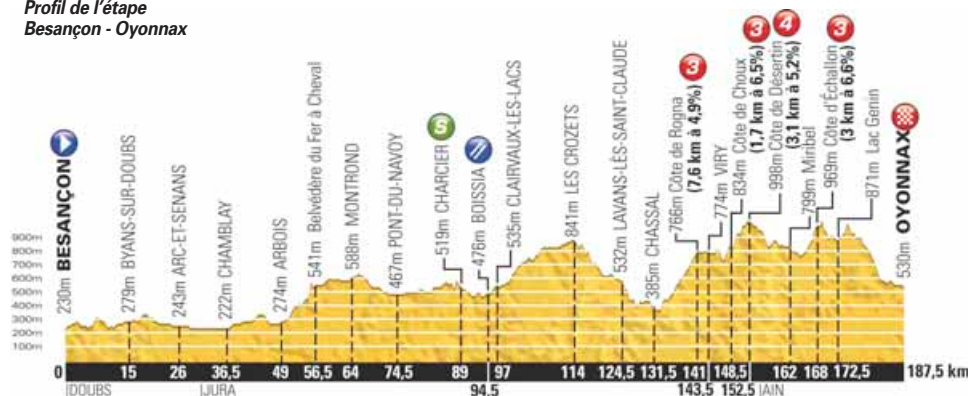 Profil de l'étape
Besançon - Oyonnax
230m BESANÇON
279m BYANS-SUR-DOUBS
243m ARC-ET-SENANS
222m CHAMBLAY
274m ARBOIS
541m Belvédère du Fer à Cheval
588m MONTROND
467m PONT-DU-NAVOY
S
519m CHARCIER
476m BOISSIA
535m CLAIRVAUX-LES-LACS
841m LES CROZETS
532m LAVANS-LÈS-SAINT-CLAUDE
385m CHASSAL
3
766m Côte de Rogna
(7,6 km à 4,9%)
774m VIRY
3
834m Côte de Choux
(1,7 km à 6,5%)
4
998m Côte de Désertin
(3,1 km à 5,2%)
799m Miribel
3
969m Côte d'Échallon
(3 km à 6,6%)
871m Lac Genin
530m OYONNAX
900m
800m
700m
600m
500m
400m
300m
200m
100m
0 15 26 36,5 49 56,5 64 74,5 89 97 114 124,5 131,5 141 148,5 162 168 172,5 187,5 km
|DOUBS |JURA 94.5 143.5 152.5 |AIN